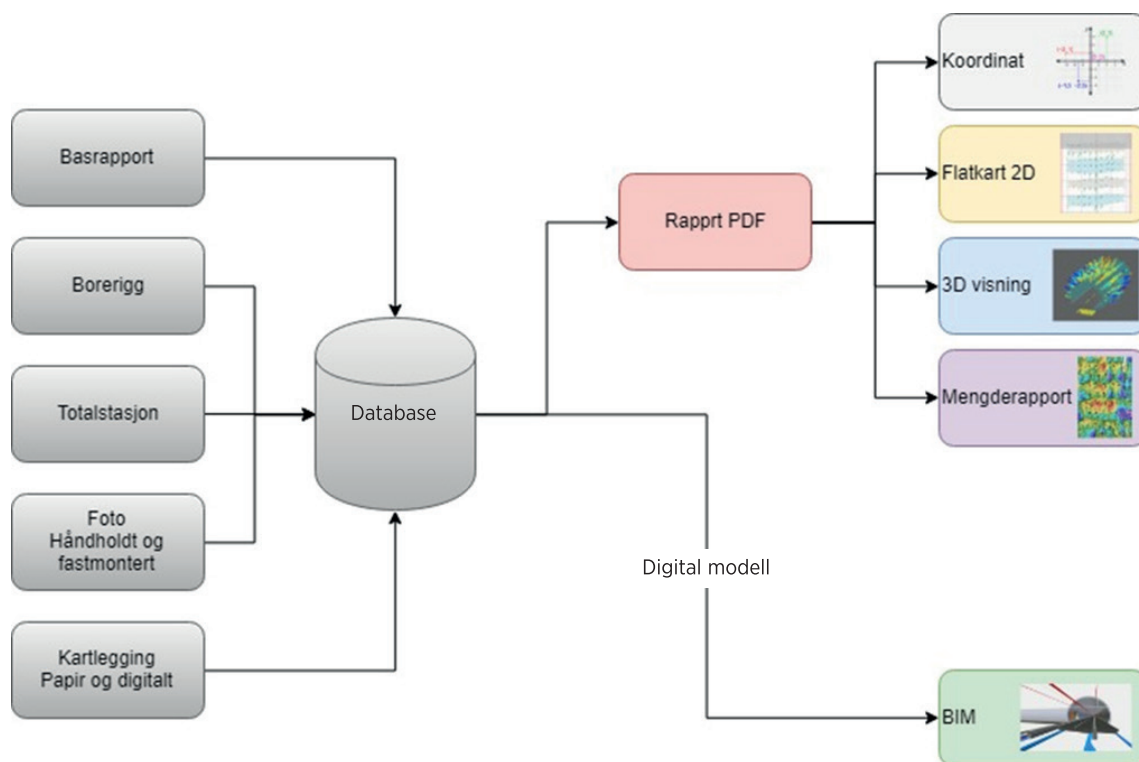 Basrapport
Borerigg
Totalstasjon
Foto
Håndholdt og
fastmontert
Kartlegging
Papir og digitalt
Database
Rapprt PDF
Digital modell
Koordinat
Flatkart 2D
3D visning
Mengderapport
BIM